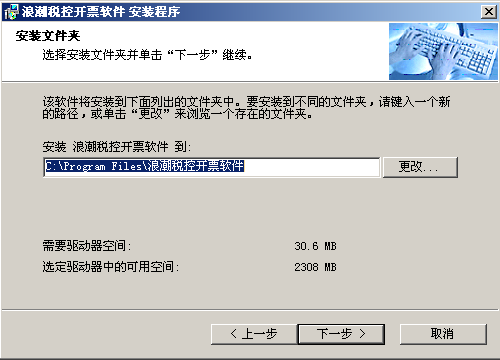 浪潮税控开票软件 安装程序
安装文件夹
选择安装文件夹并单击“下一步”继续。
该软件将安装到下面列出的文件夹中。要安装到不同的文件夹，请键入一个新
的路径，或单击“更改”来浏览一个存在的文件夹。
安装 浪潮税控开票软件 到:
C:\Program Files\浪潮税控开票软件
更改...
需要驱动器空间: 30.6 MB
选定驱动器中的可用空间: 2308 MB
< 上一步 下一步 > 取消